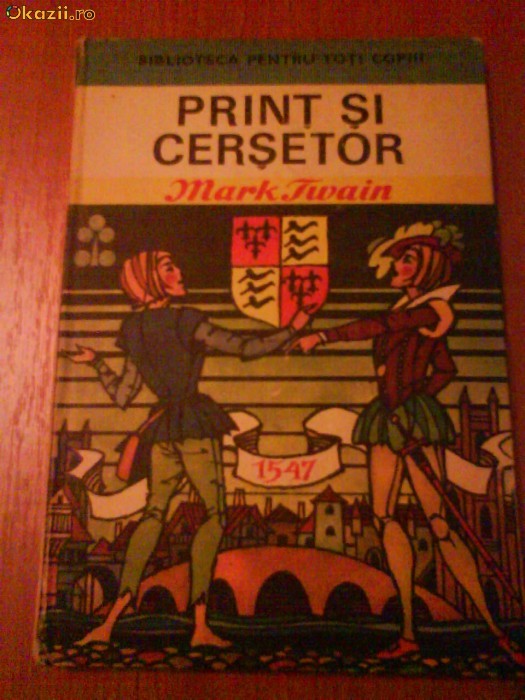 Okazii.ro
BIBLIOTECA PENTRU TOȚI COPIII
PRINȚ ȘI
CERȘETOR
Mark Twain
1547